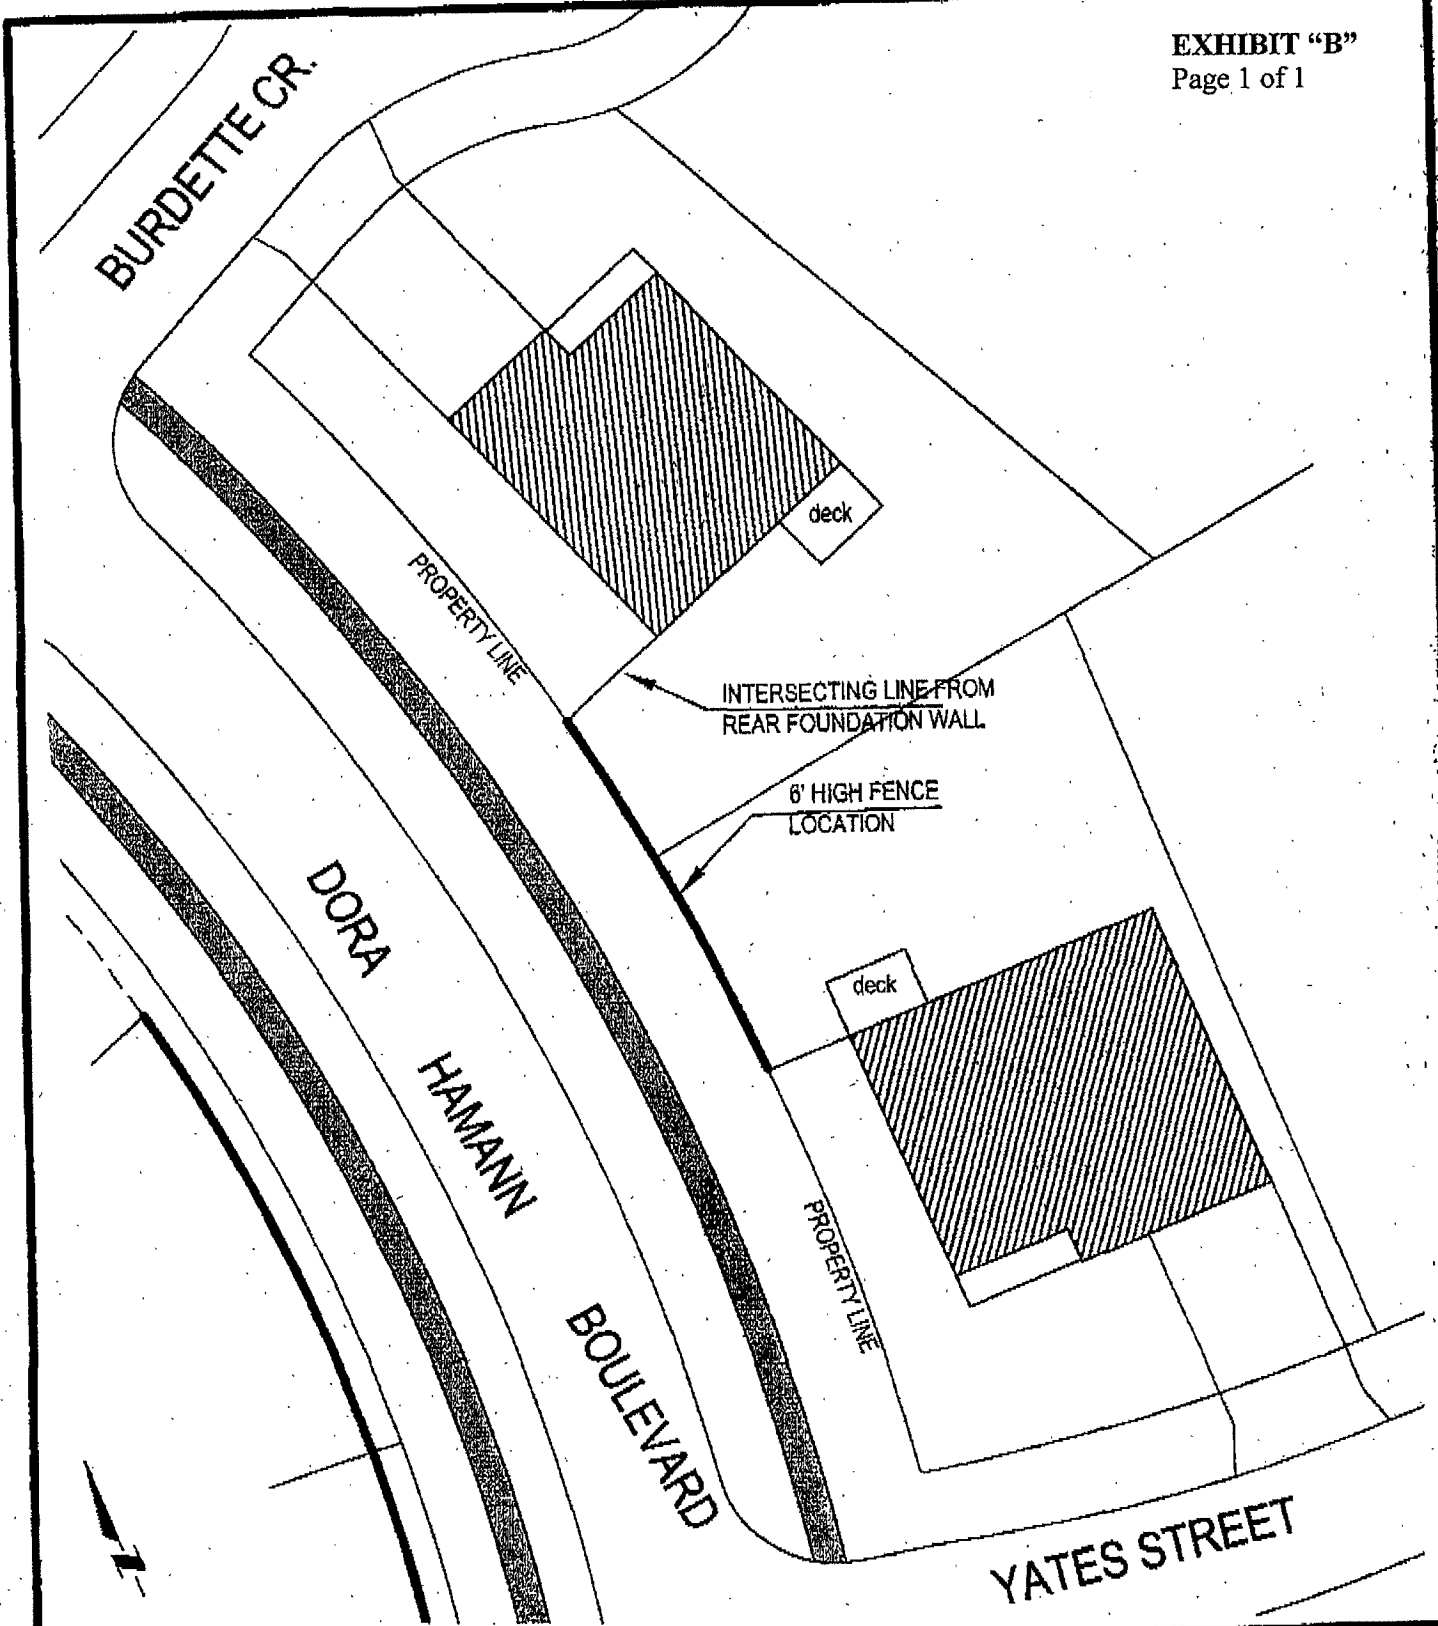 EXHIBIT “B”
Page 1 of 1
BURDETTE CR.
deck
PROPERTY LINE
INTERSECTING LINE FROM
REAR FOUNDATION WALL
6' HIGH FENCE
LOCATION
DORA
HAMANN
BOULEVARD
deck
PROPERTY LINE
YATES STREET
Z